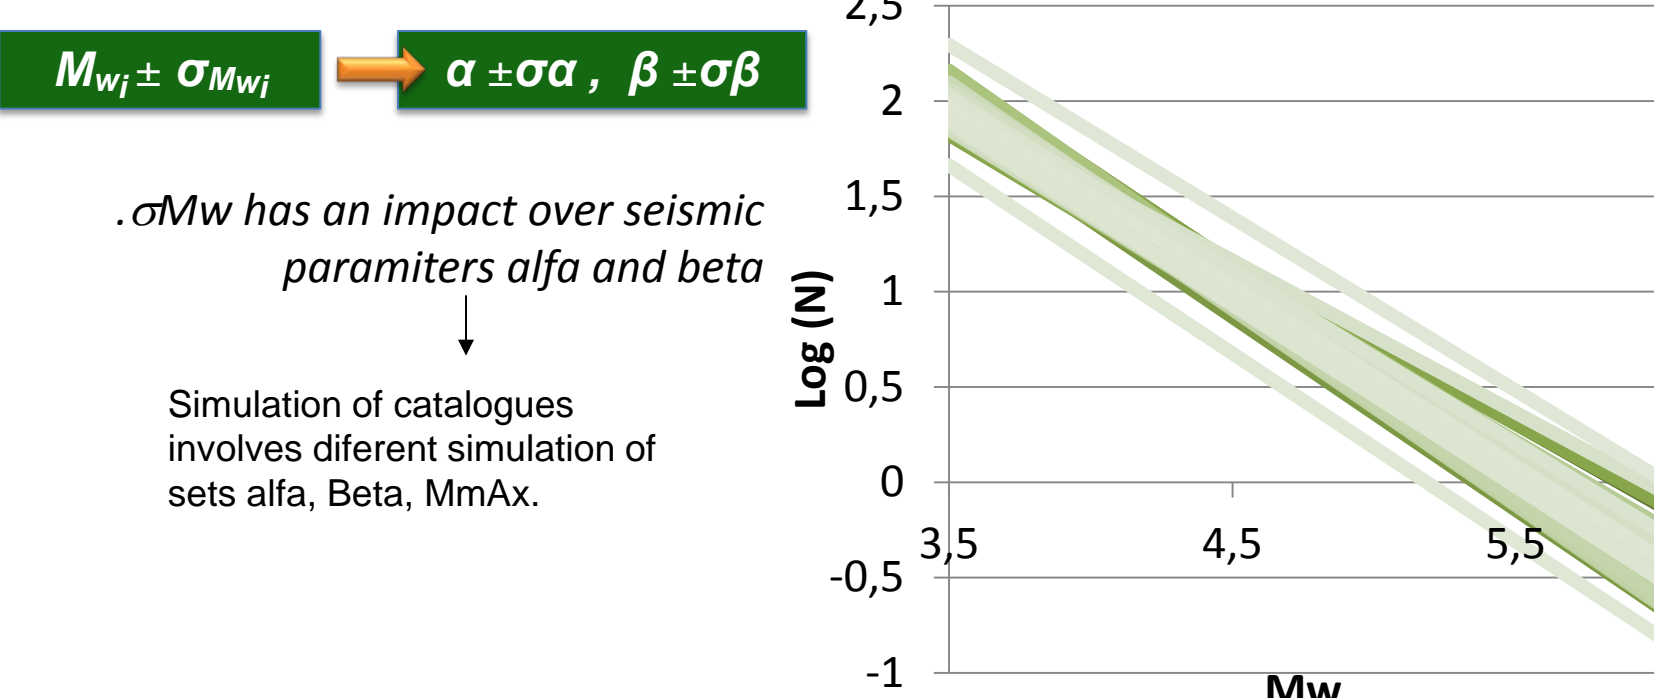 Mwi ± σMwi
α ±σα , β ±σβ
.σMw has an impact over seismic
paramiters alfa and beta
Simulation of catalogues
involves diferent simulation of
sets alfa, Beta, MmAx.
2,5
2
1,5
1
0,5
0
-0,5
-1
Log (N)
3,5 4,5 5,5
Mw